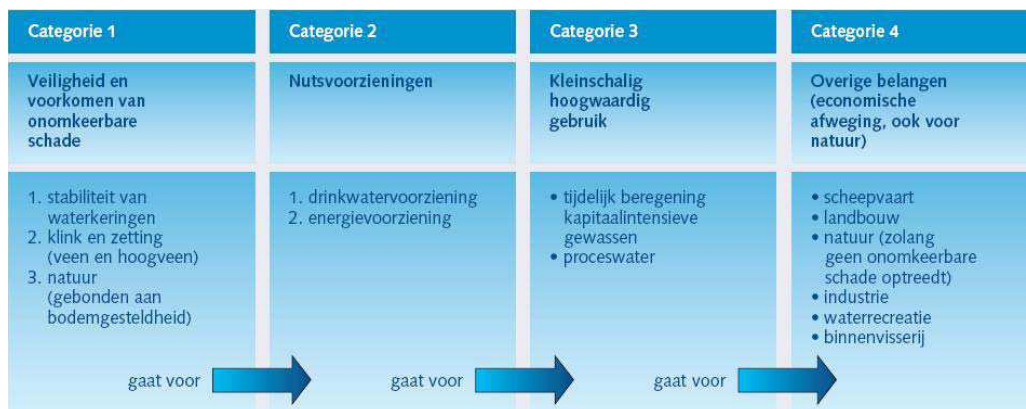 Categorie 1
Categorie 2
Categorie 3
Categorie 4
Veiligheid en
voorkomen van
onomkeerbare
schade
Nutsvoorzieningen
Kleinschalig
hoogwaardig
gebruik
Overige belangen
(economische
afweging, ook voor
natuur)
1. stabiliteit van
waterkeringen
2. klink en zetting
(veen en hoogveen)
3. natuur
(gebonden aan
bodemgesteldheid)
1. drinkwatervoorziening
2. energievoorziening
• tijdelijk beregening
kapitaalintensieve
gewassen
• proceswater
• scheepvaart
• landbouw
• natuur (zolang
geen onomkeerbare
schade optreedt)
• industrie
• waterrecreatie
• binnenvisserij
gaat voor
gaat voor
gaat voor